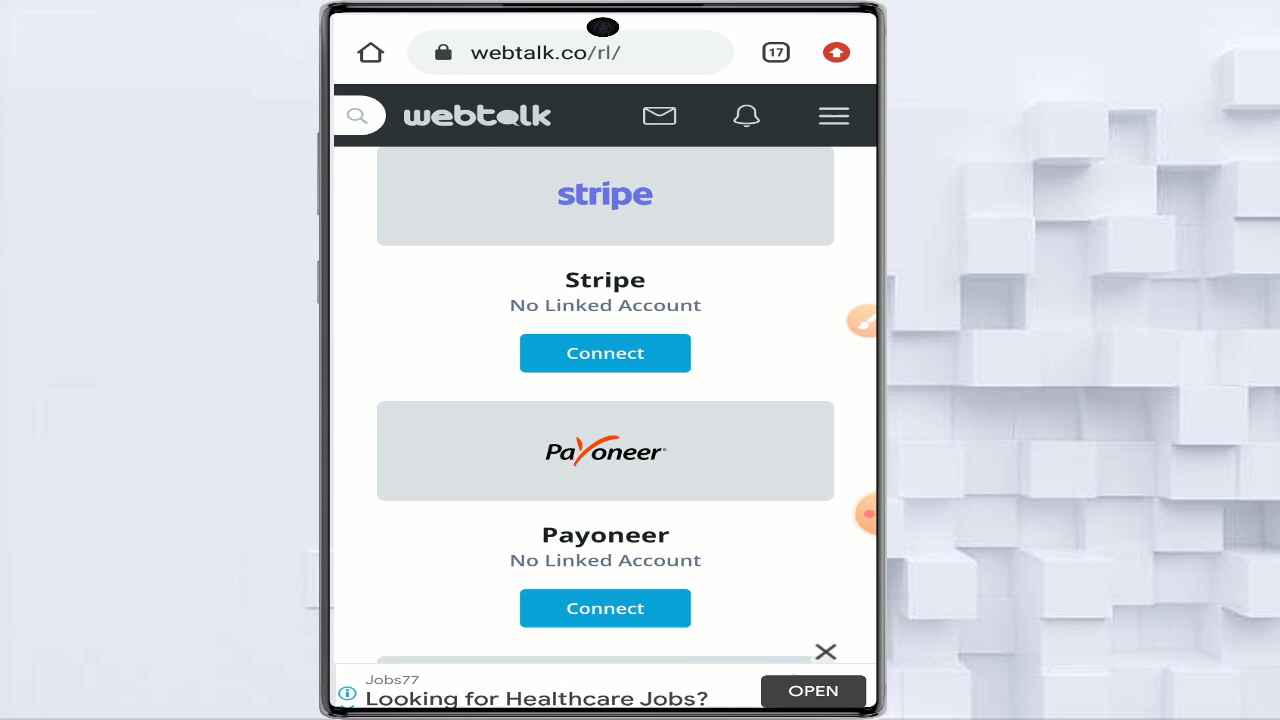 webtalk.co/rl/
17
webtalk
stripe
Stripe
No Linked Account
Connect
Payoneer
Payoneer
No Linked Account
Connect
Jobs77
Looking for Healthcare Jobs?
OPEN